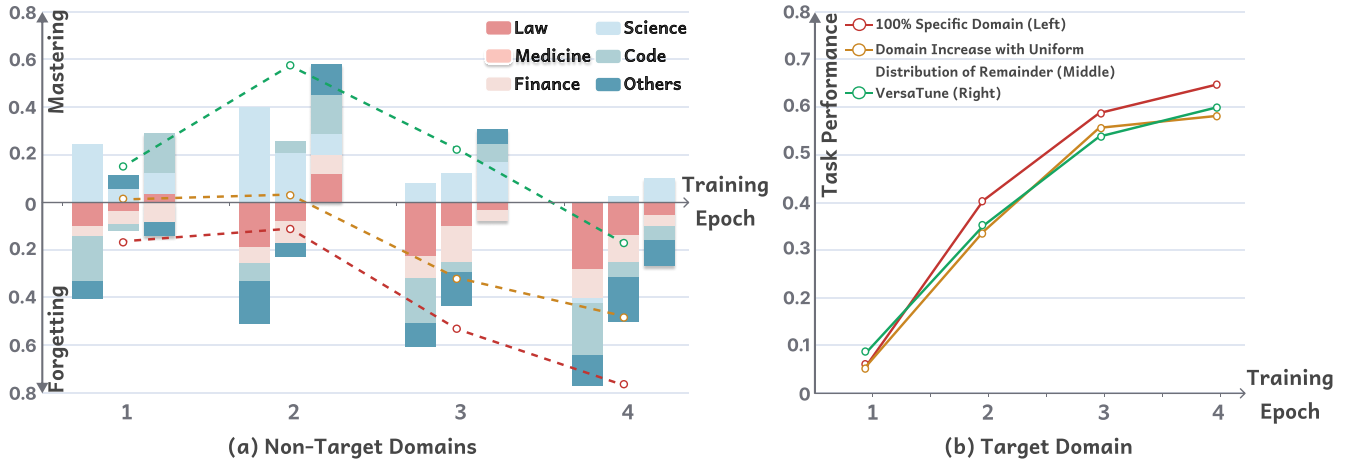 Mastering
Forgetting
0.8
0.6
0.4
0.2
0
0.2
0.4
0.6
0.8
Law
Science
Medicine
Code
Finance
Others
Training
Epoch
1
2
3
4
(a) Non-Target Domains
Task Performance
0.8
0.7
0.6
0.5
0.4
0.3
0.2
0.1
0
100% Specific Domain (Left)
Domain Increase with Uniform
Distribution of Remainder (Middle)
VersaTune (Right)
Training
Epoch
1
2
3
4
(b) Target Domain